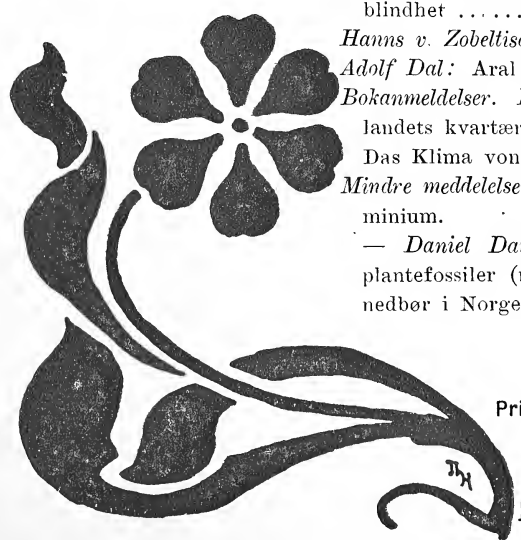 blindhet ......
Hanns v. Zobeltis
Adolf Dal: Aral
Bokanmeldelser.
landets kvartær
Das Klima von
Mindre meddelelse
minium.
— Daniel Da
plantefossiler (
nedbør i Norge
Pri
TH